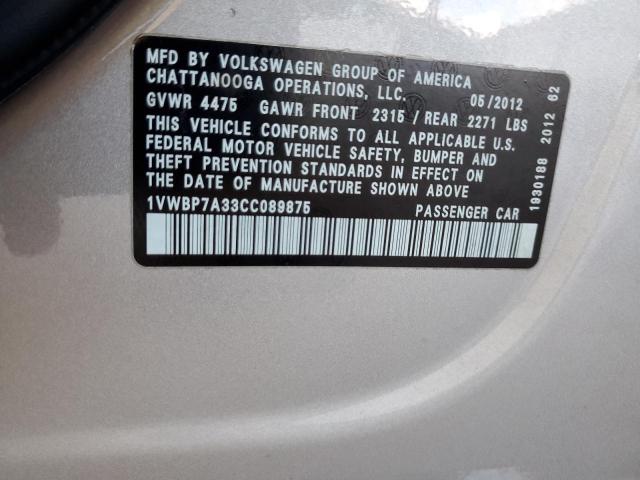 MFD BY VOLKSWAGEN GROUP OF AMERICA
CHATTANOOGA OPERATIONS, LLC. 05/2012
GVWR 4475 GAWR FRONT 2315/REAR 2271 LBS
THIS VEHICLE CONFORMS TO ALL APPLICABLE U.S.
FEDERAL MOTOR VEHICLE SAFETY, BUMPER AND
THEFT PREVENTION STANDARDS IN EFFECT ON
THE DATE OF MANUFACTURE SHOWN ABOVE
1VWBP7A33CC089875 PASSENGER CAR
1930188 2012 62